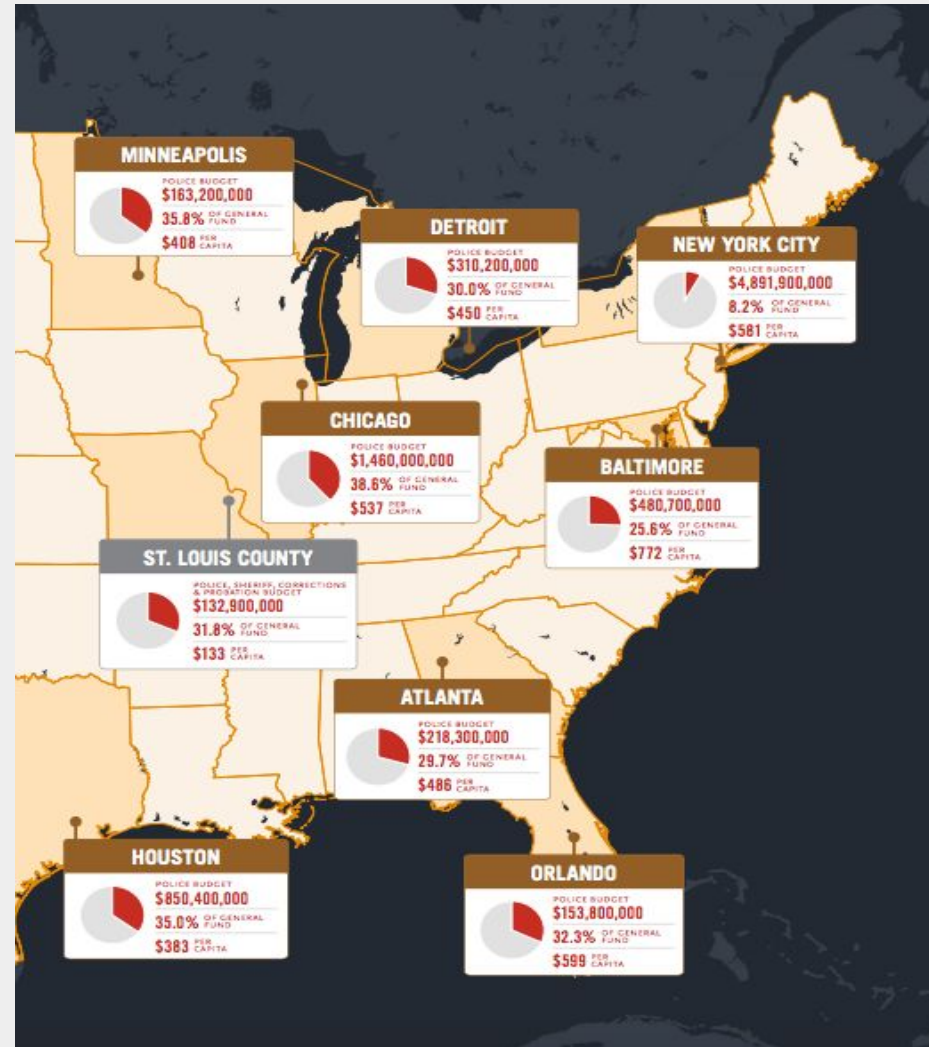 MINNEAPOLIS
POLICE BUDGET
$163,200,000
35.8% OF GENERAL FUND
$408 PER CAPITA
DETROIT
POLICE BUDGET
$310,200,000
30.0% OF GENERAL FUND
$450 PER CAPITA
NEW YORK CITY
POLICE BUDGET
$4,891,900,000
8.2% OF GENERAL FUND
$581 PER CAPITA
CHICAGO
POLICE BUDGET
$1,460,000,000
38.6% OF GENERAL FUND
$537 PER CAPITA
BALTIMORE
POLICE BUDGET
$480,700,000
25.6% OF GENERAL FUND
$772 PER CAPITA
ST. LOUIS COUNTY
POLICE, SHERIFF, CORRECTIONS
& PROBATION BUDGET
$132,900,000
31.8% OF GENERAL FUND
$133 PER CAPITA
ATLANTA
POLICE BUDGET
$218,300,000
29.7% OF GENERAL FUND
$486 PER CAPITA
HOUSTON
POLICE BUDGET
$850,400,000
35.0% OF GENERAL FUND
$383 PER CAPITA
ORLANDO
POLICE BUDGET
$153,800,000
32.3% OF GENERAL FUND
$599 PER CAPITA